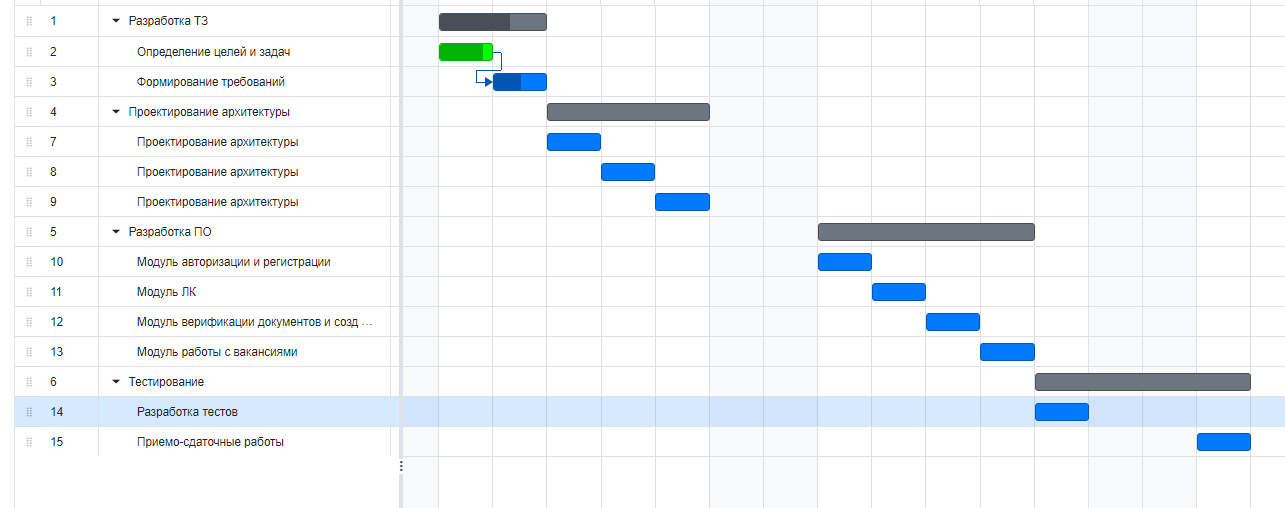 1 Разработка ТЗ
2 Определение целей и задач
3 Формирование требований
4 Проектирование архитектуры
7 Проектирование архитектуры
8 Проектирование архитектуры
9 Проектирование архитектуры
5 Разработка ПО
10 Модуль авторизации и регистрации
11 Модуль ЛК
12 Модуль верификации документов и созд ...
13 Модуль работы с вакансиями
6 Тестирование
14 Разработка тестов
15 Приемо-сдаточные работы